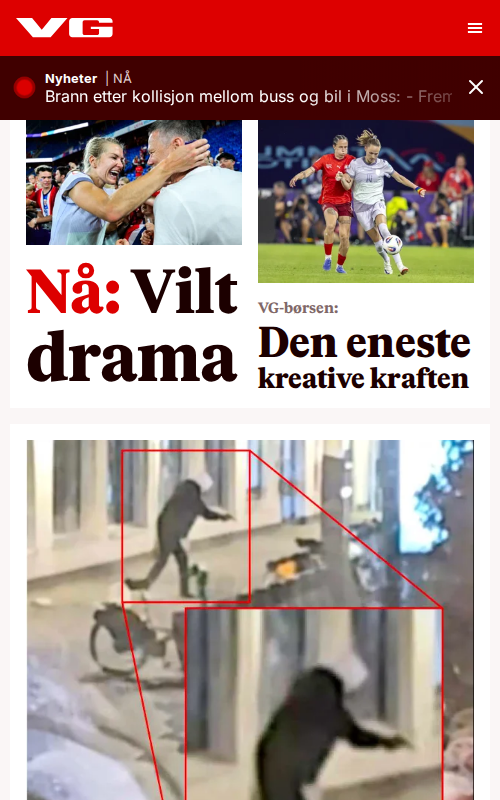 VG
Nyheter | NÅ
Brann etter kollisjon mellom buss og bil i Moss: - Frem
Nå: Vilt
drama
VG-børsen:
Den eneste
kreative kraften